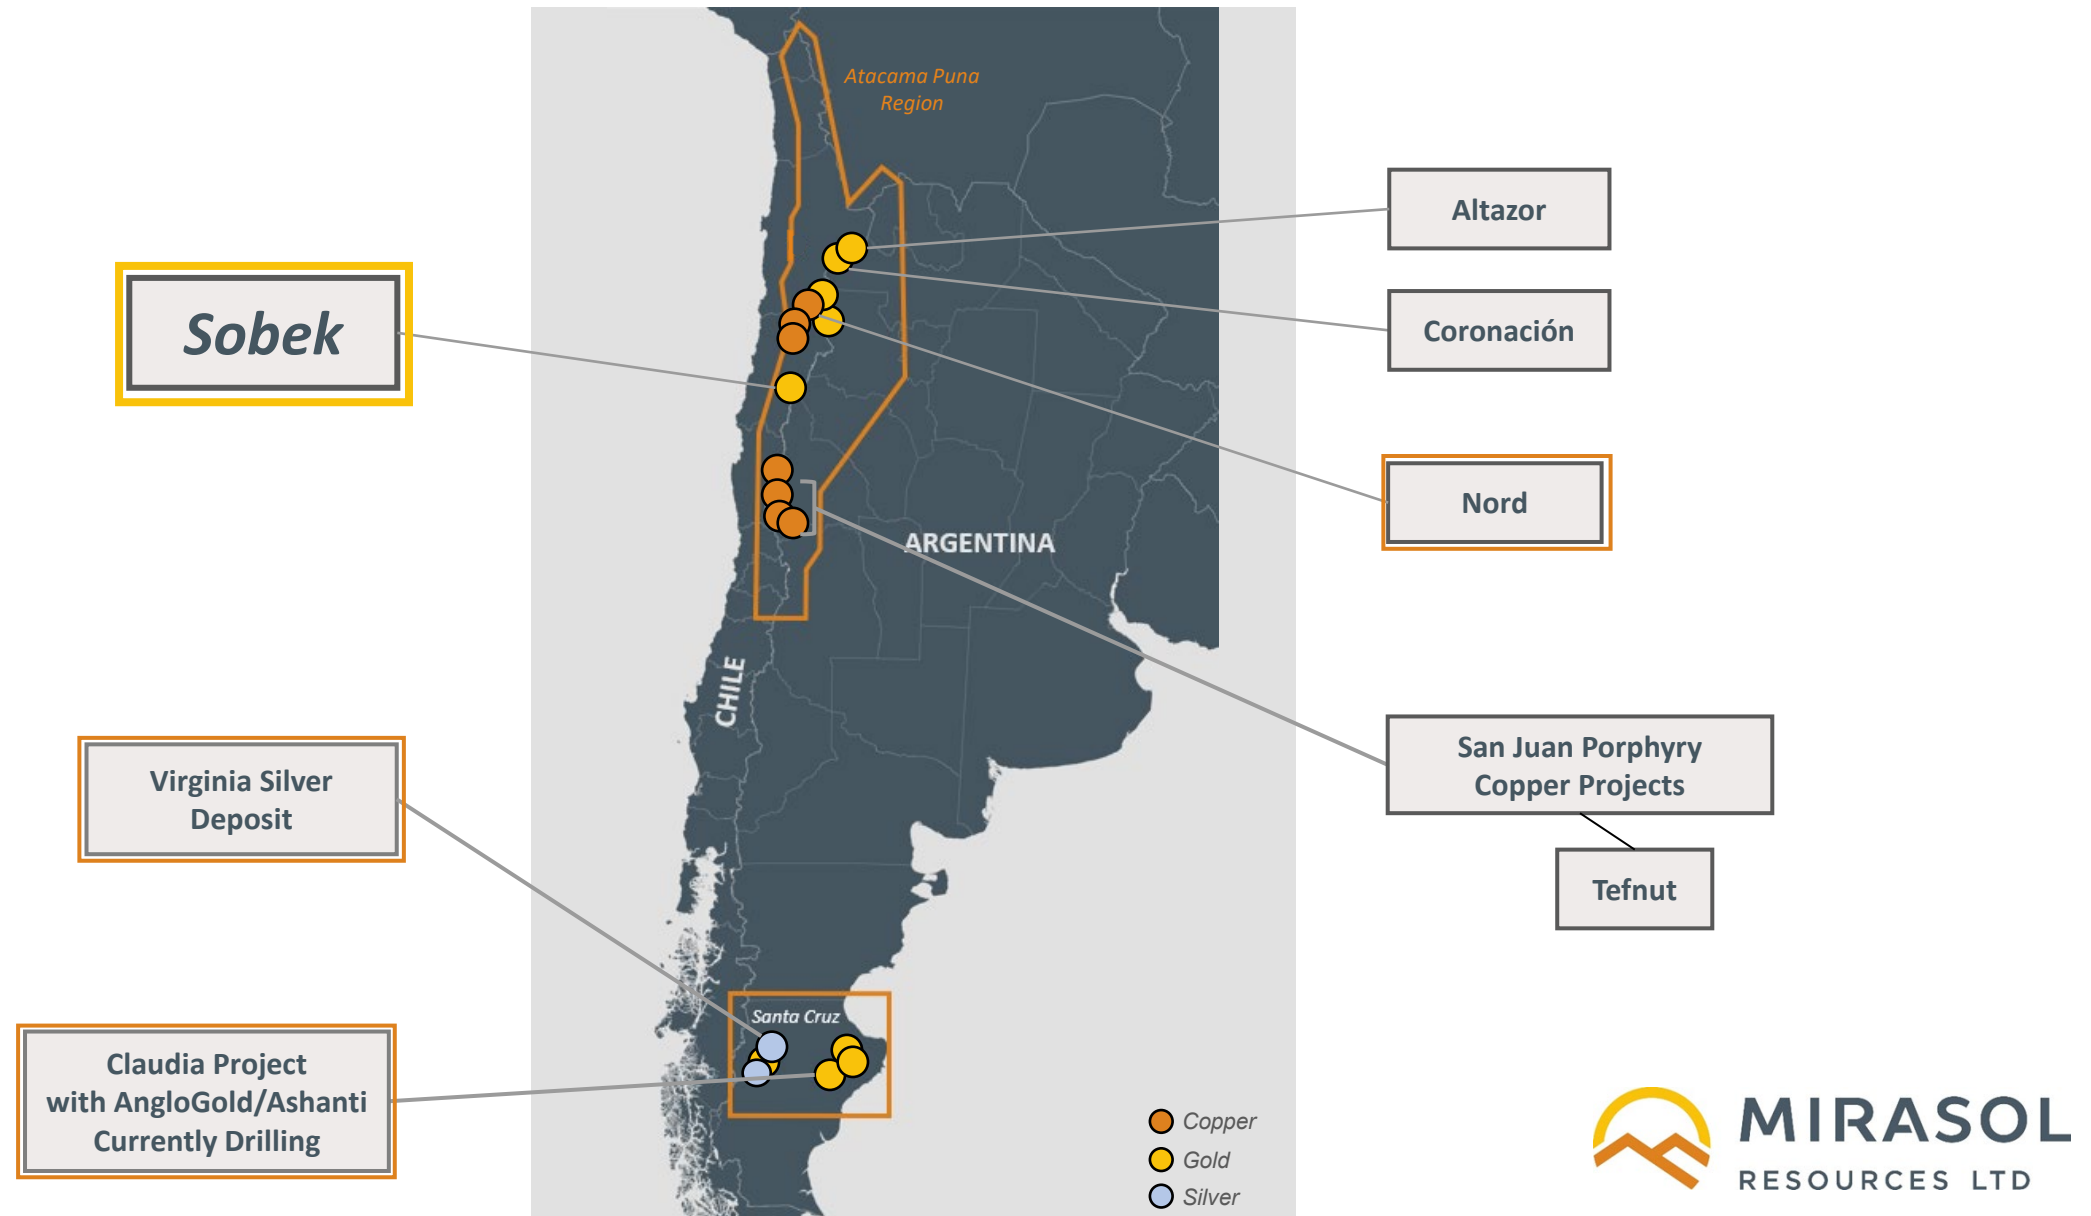 Atacama Puna
Region
Altazor
Sobek
Coronación
Nord
ARGENTINA
CHILE
San Juan Porphyry
Copper Projects
Virginia Silver
Deposit
Tefnut
Santa Cruz
Claudia Project
with AngloGold/Ashanti
Currently Drilling
Copper
Gold
Silver
MIRASOL
RESOURCES LTD